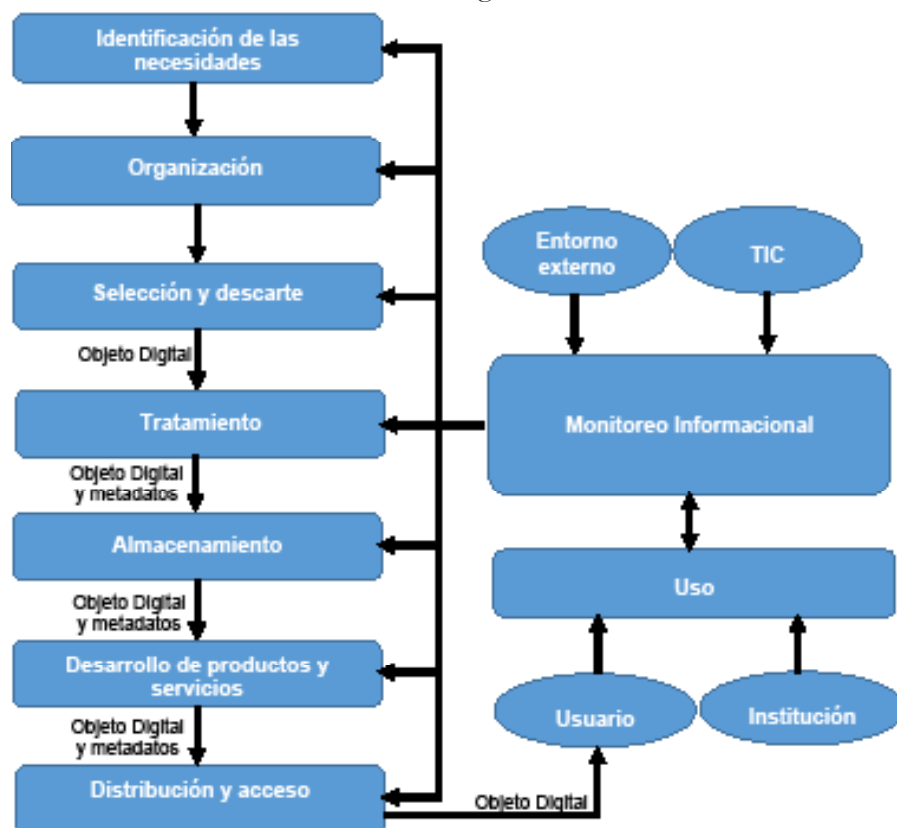 Identificación de las
necesidades
Organización
Selección y descarte
Objeto Digital
Tratamiento
Objeto Digital
y metadatos
Almacenamiento
Objeto Digital
y metadatos
Desarrollo de productos y
servicios
Objeto Digital
y metadatos
Distribución y acceso
Objeto Digital
Entorno
externo
TIC
Monitoreo Informacional
Uso
Usuario
Institución